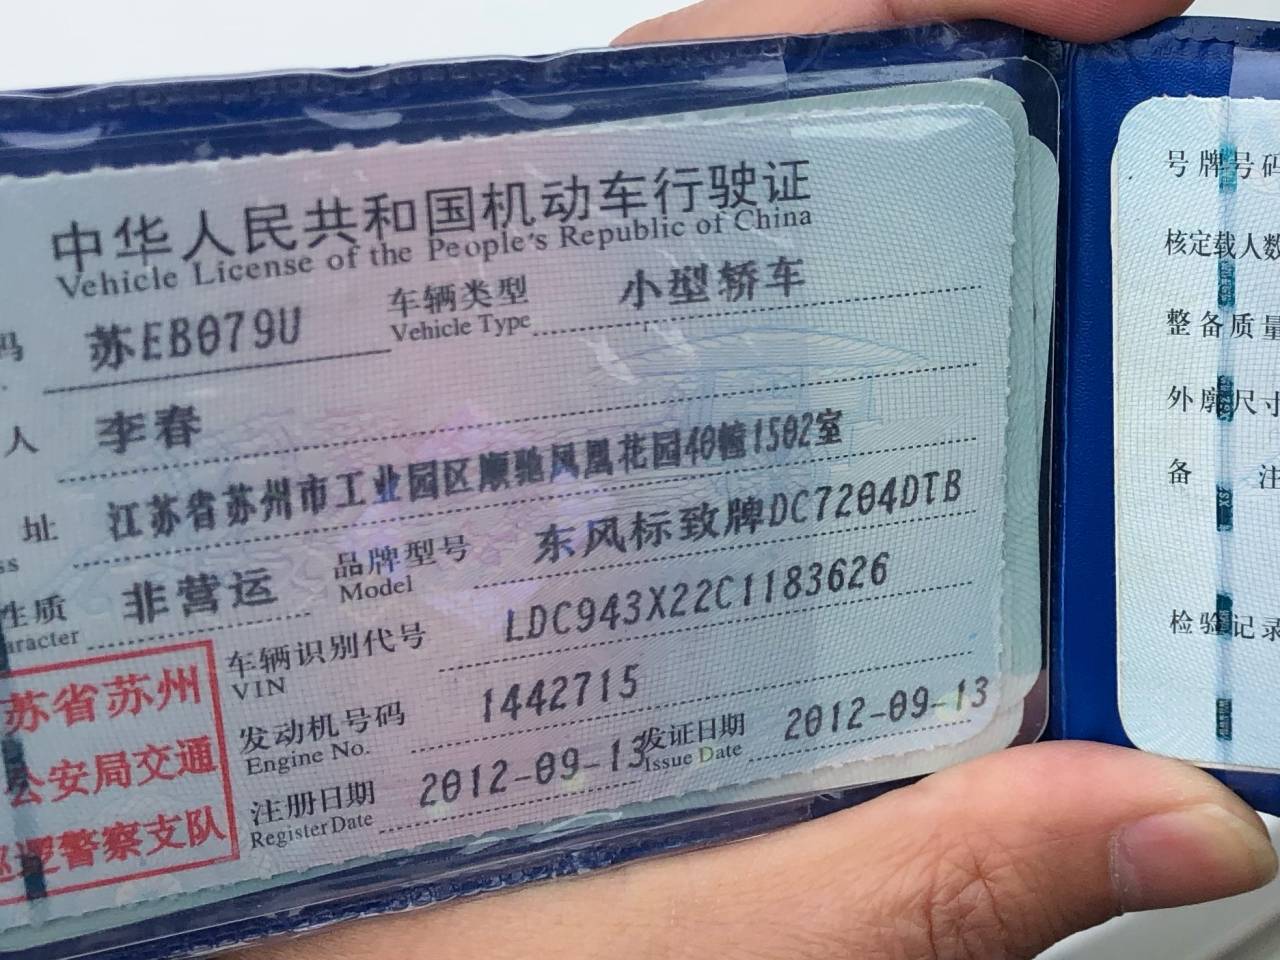 中华人民共和国机动车行驶证
Vehicle License of the People's Republic of China
码 苏EB079U 车辆类型 小型轿车
Vehicle Type
人 李春
址 江苏省苏州市工业园区顺驰凤凰花园40幢1502室
ss
性质 非营运 品牌型号 东风标致牌DC7204DTB
aracter Model
车辆识别代号 LDC943X22C1183626
VIN
发动机号码 1442715
Engine No.
注册日期 2012-09-13 发证日期 2012-09-13
Register Date Issue Date
苏省苏州
公安局交通
巡逻警察支队
号牌号码
核定载人数
整备质量
外廓尺寸
备 注
检验记录